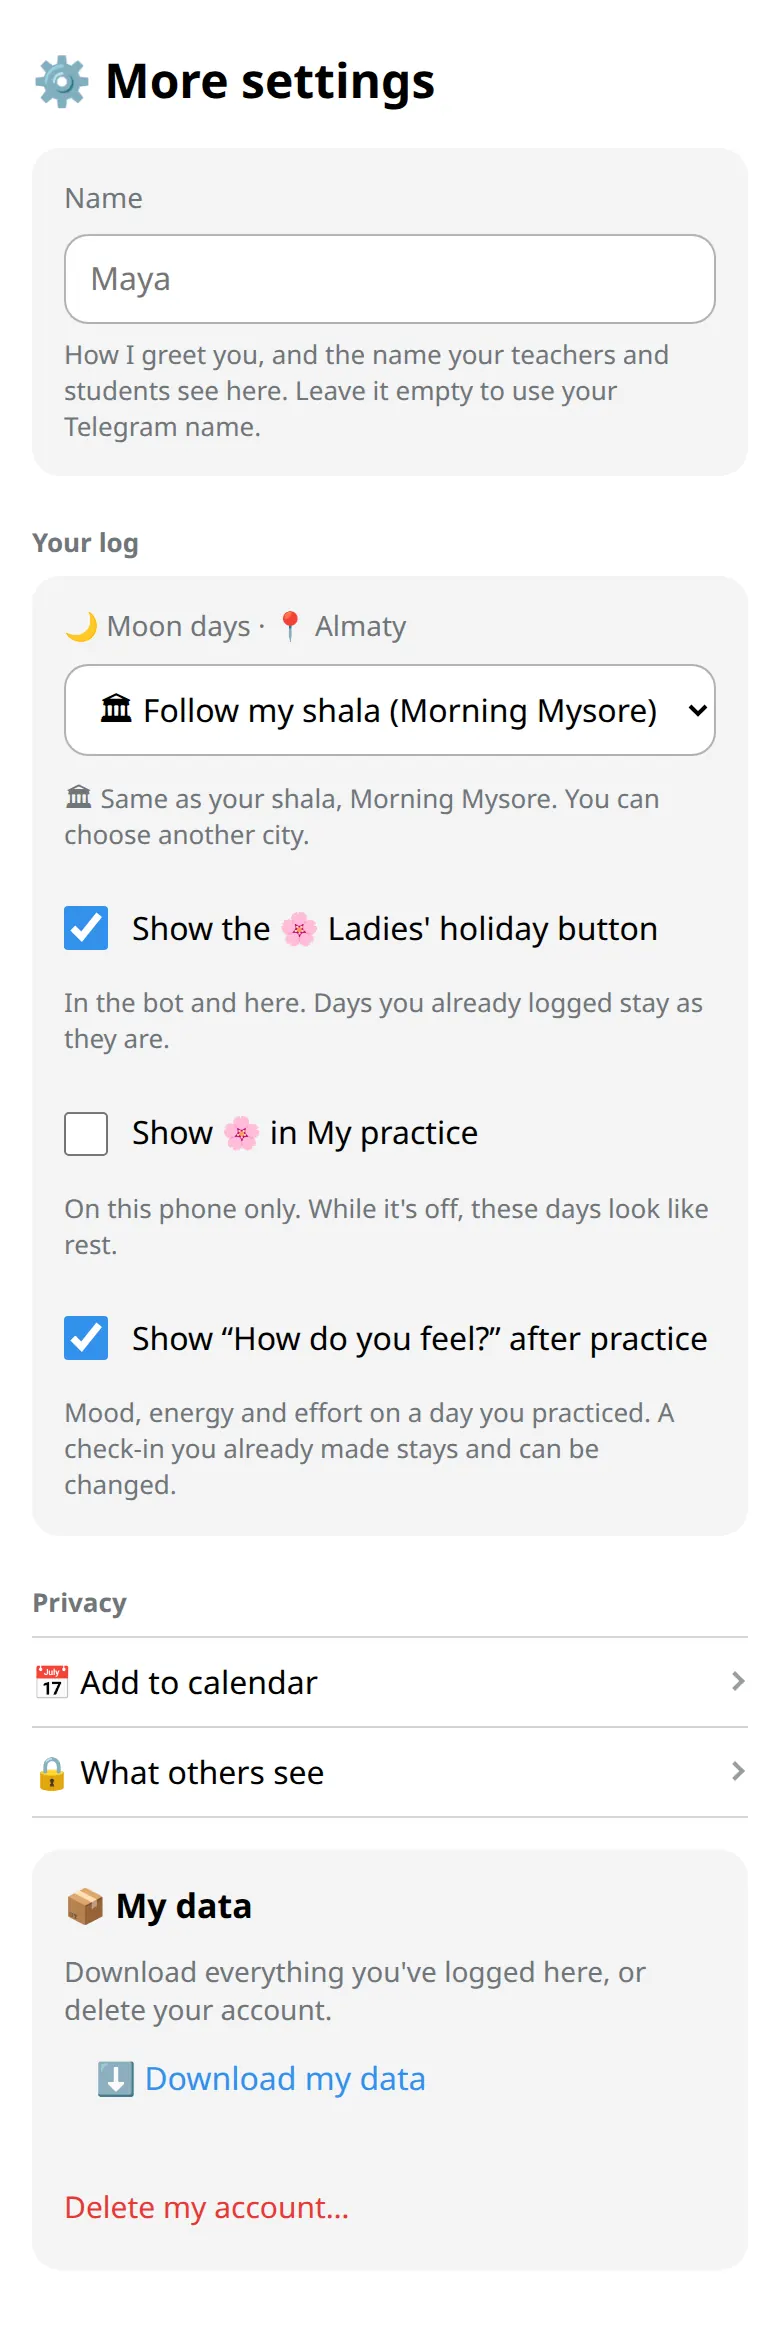 ⚙️ More settings
Name
Maya
How I greet you, and the name your teachers and
students see here. Leave it empty to use your
Telegram name.
Your log
🌙 Moon days · 📍 Almaty
🏛 Follow my shala (Morning Mysore)
🏛 Same as your shala, Morning Mysore. You can
choose another city.
Show the 🌸 Ladies' holiday button
In the bot and here. Days you already logged stay as
they are.
Show 🌸 in My practice
On this phone only. While it's off, these days look like
rest.
Show “How do you feel?” after practice
Mood, energy and effort on a day you practiced. A
check-in you already made stays and can be
changed.
Privacy
📅 Add to calendar
🔒 What others see
📦 My data
Download everything you've logged here, or
delete your account.
⬇️ Download my data
Delete my account...